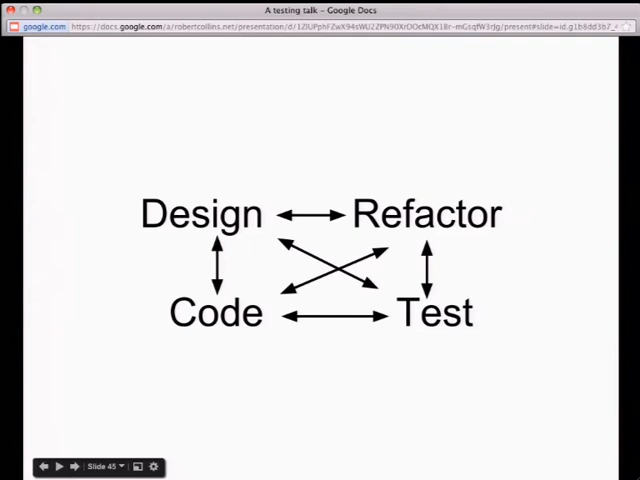 A testing talk – Google Docs
google.com
Design
Refactor
Code
Test
Slide 45